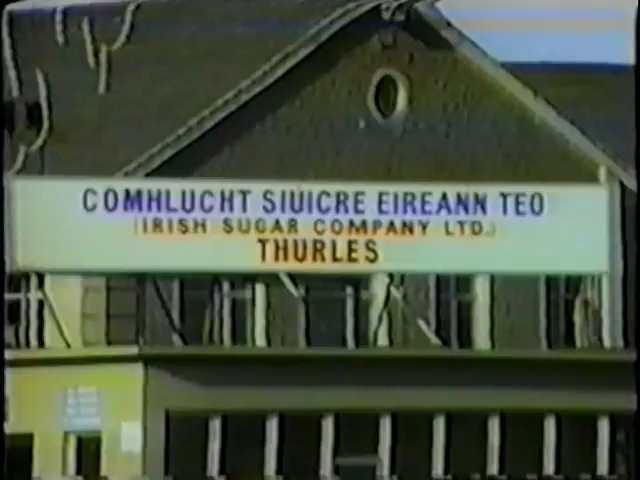 COMHLUCHT SIUICRE EIREANN TEO
(IRISH SUGAR COMPANY LTD.)
THURLES